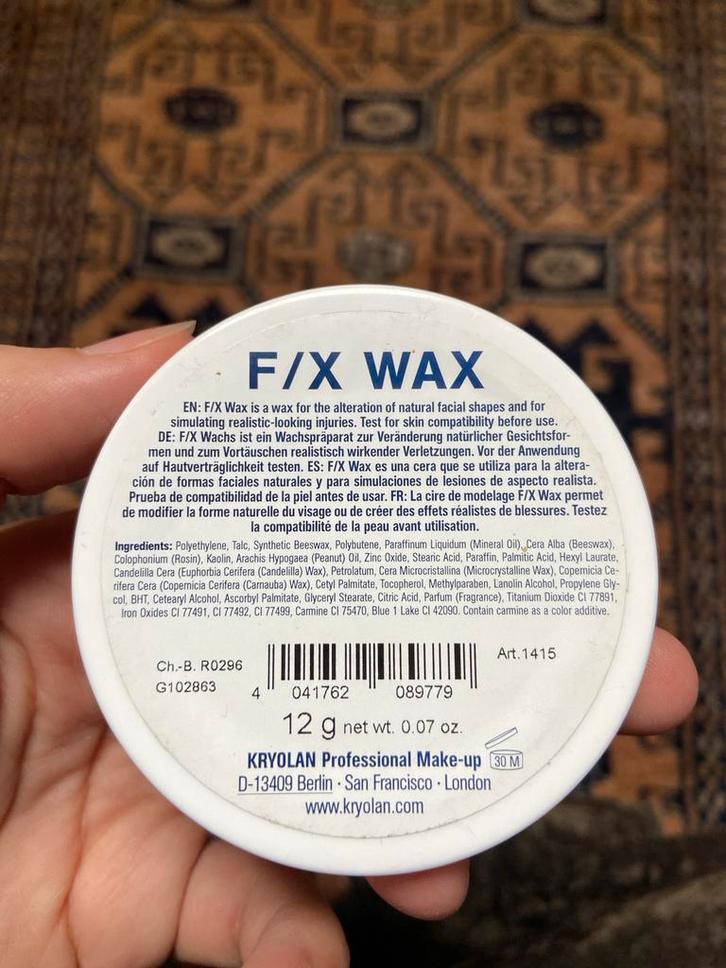 F/X WAX
EN: F/X Wax is a wax for the alteration of natural facial shapes and for
simulating realistic-looking injuries. Test for skin compatibility before use.
DE: F/X Wachs ist ein Wachspräparat zur Veränderung natürlicher Gesichtsfor-
men und zum Vortäuschen realistisch wirkender Verletzungen. Vor der Anwendung
auf Hautverträglichkeit testen. ES: F/X Wax es una cera que se utiliza para la altera-
ción de formas faciales naturales y para simulaciones de lesiones de aspecto realista.
Prueba de compatibilidad de la piel antes de usar. FR: La cire de modelage F/X Wax permet
de modifier la forme naturelle du visage ou de créer des effets réalistes de blessures. Testez
la compatibilité de la peau avant utilisation.
Ingredients: Polyethylene, Talc, Synthetic Beeswax, Polybutene, Paraffinum Liquidum (Mineral Oil), Cera Alba (Beeswax),
Colophonium (Rosin), Kaolin, Arachis Hypogaea (Peanut) Oil, Zinc Oxide, Stearic Acid, Paraffin, Palmitic Acid, Hexyl Laurate,
Candelilla Cera (Euphorbia Cerifera (Candelilla) Wax), Petrolatum, Cera Microcristallina (Microcrystalline Wax), Copernicia Ce-
rifera Cera (Copernicia Cerifera (Carnauba) Wax), Cetyl Palmitate, Tocopherol, Methylparaben, Lanolin Alcohol, Propylene Gly-
col, BHT, Cetearyl Alcohol, Ascorbyl Palmitate, Glyceryl Stearate, Citric Acid, Parfum (Fragrance), Titanium Dioxide CI 77891,
Iron Oxides CI 77491, CI 77492, CI 77499, Carmine CI 75470, Blue 1 Lake CI 42090. Contain carmine as a color additive.
Ch.-B. R0296
G102863
Art.1415
4 041762 089779
12 g net wt. 0.07 oz.
KRYOLAN Professional Make-up 30 M
D-13409 Berlin · San Francisco · London
www.kryolan.com